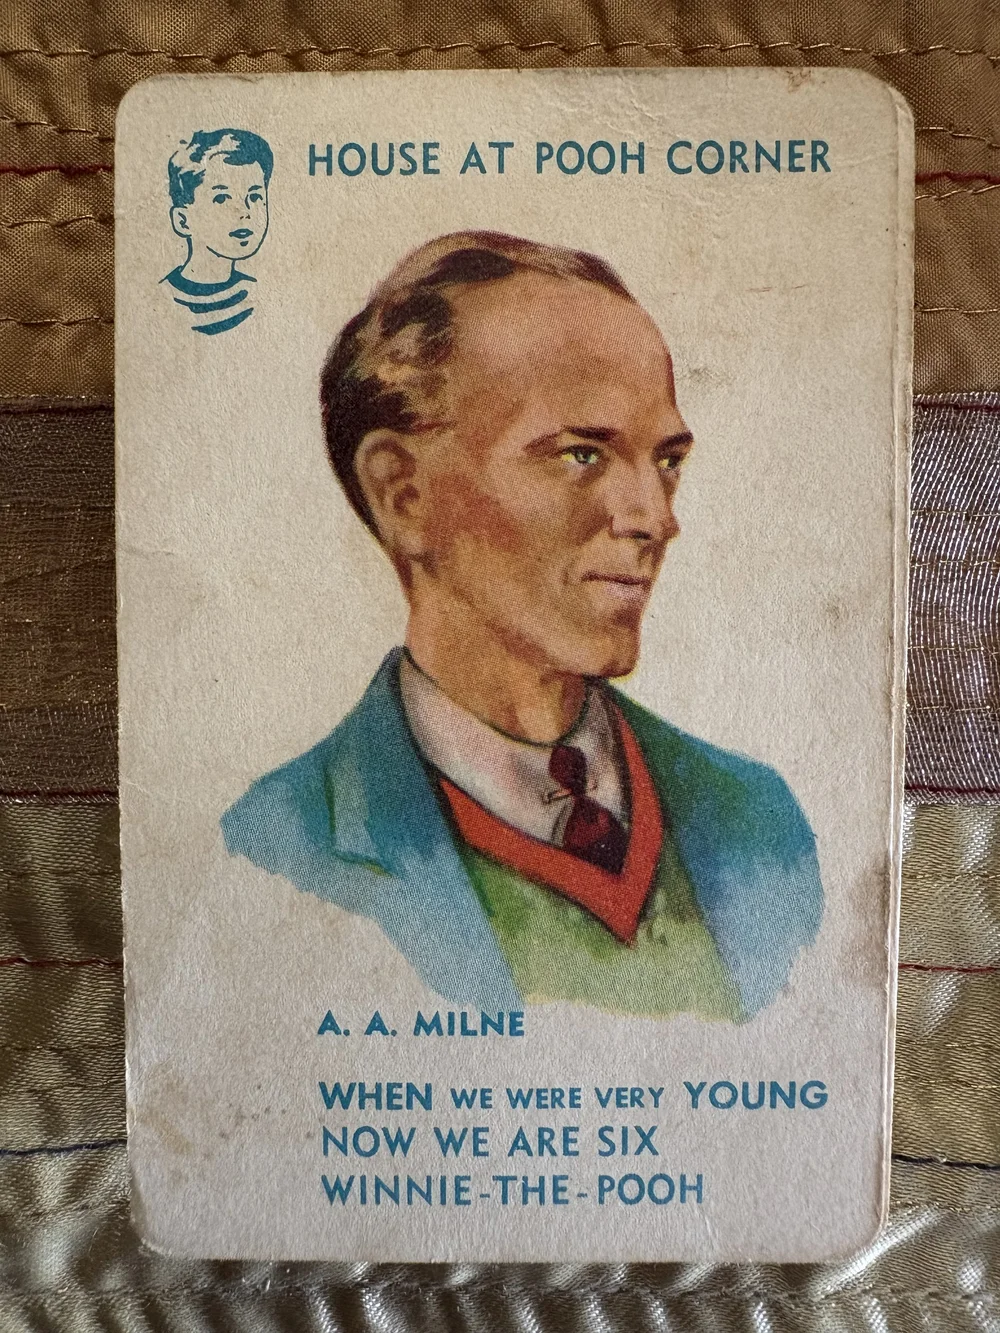 HOUSE AT POOH CORNER
A. A. MILNE
WHEN WE WERE VERY YOUNG
NOW WE ARE SIX
WINNIE-THE-POOH